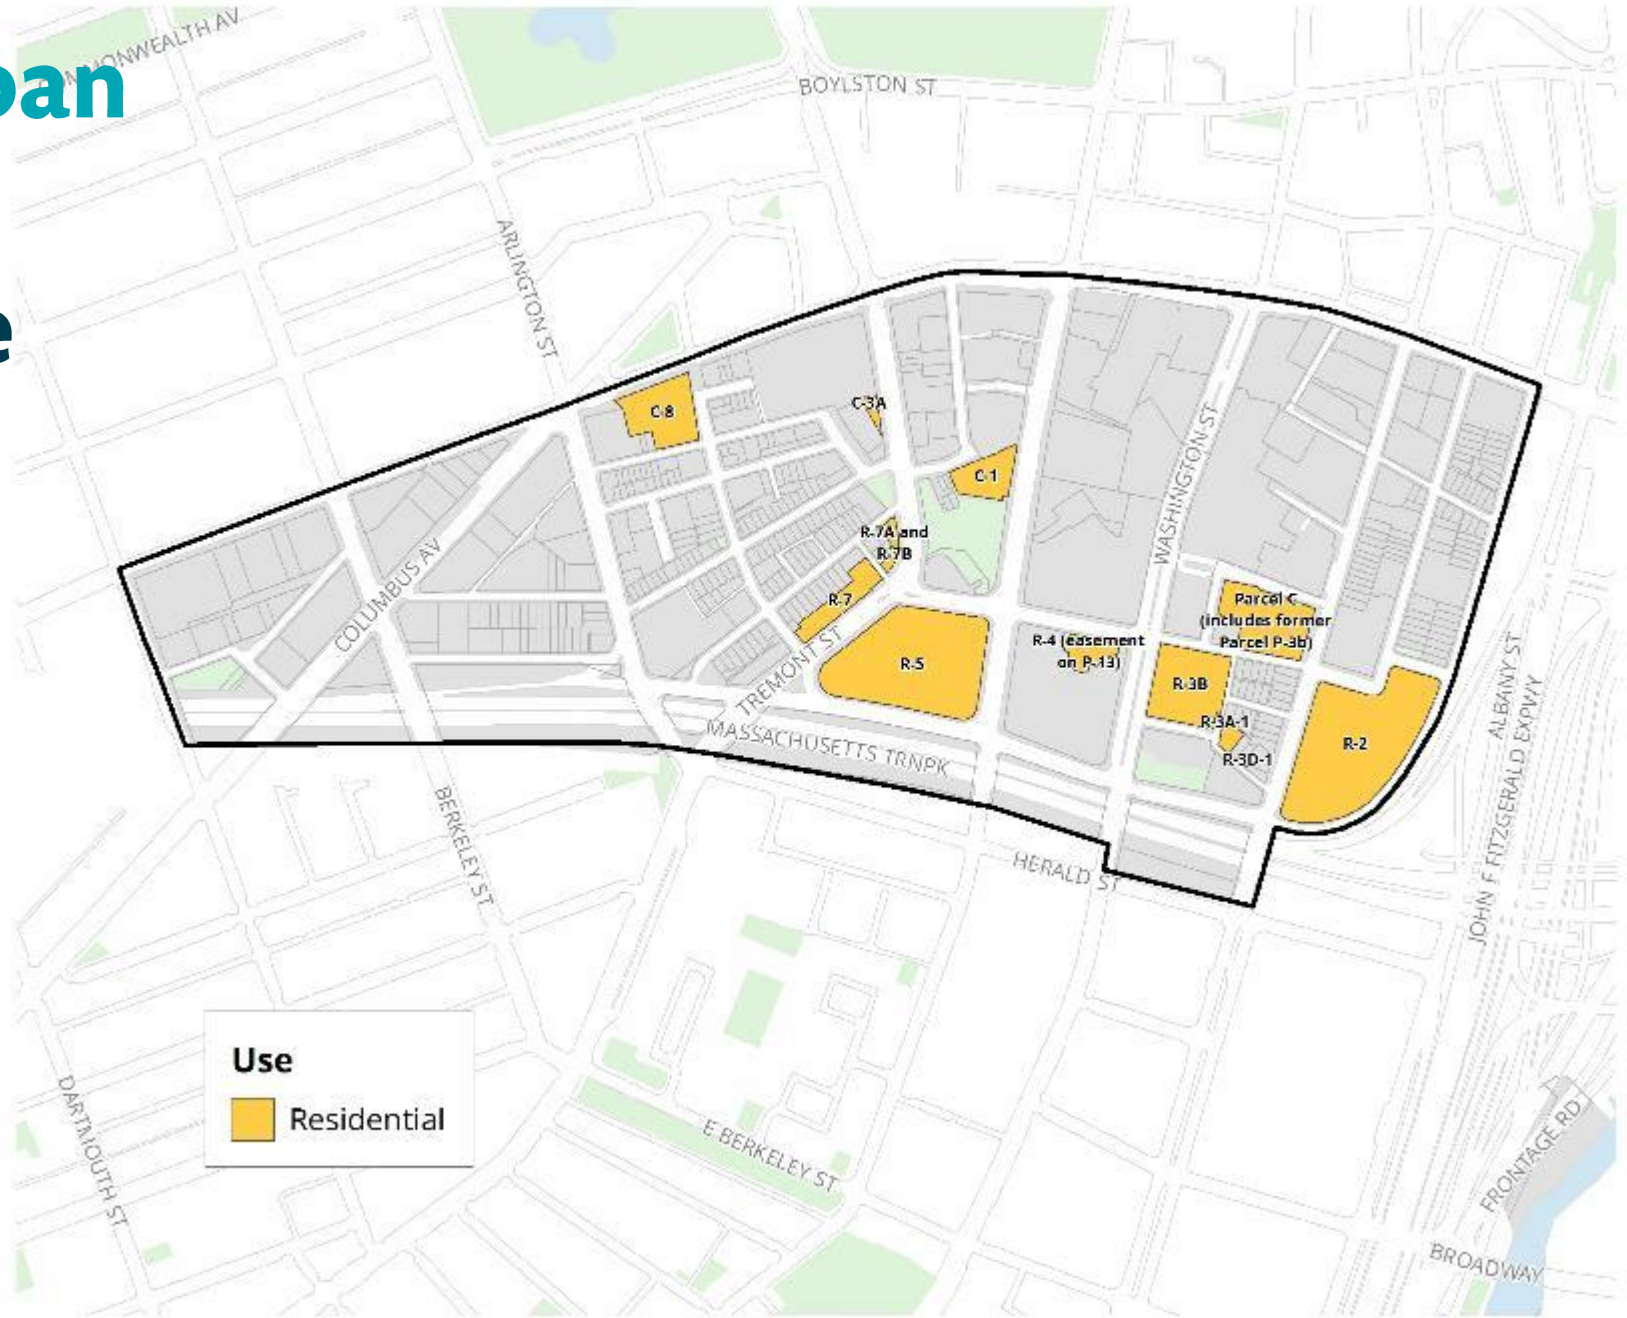 COMMONWEALTH AV
ban
BOYLSTON ST
ARLINGTON ST
e
C-8
C-3A
C-1
WASHINGTON ST
R-7A and
R-7B
COLUMBUS AV
R-7
Parcel C
(includes former
Parcel P-3b)
R-4 (easement
on P-13)
R-5
TREMONT ST
R-3B
R-3A-1
R-3D-1
R-2
ALBANY ST
JOHN F FITZGERALD EXPWY
MASSACHUSETTS TRNPK
BERKELEY ST
HERALD ST
Use
Residential
DARTMOUTH ST
E BERKELEY ST
FRONTAGE RD
BROADWAY